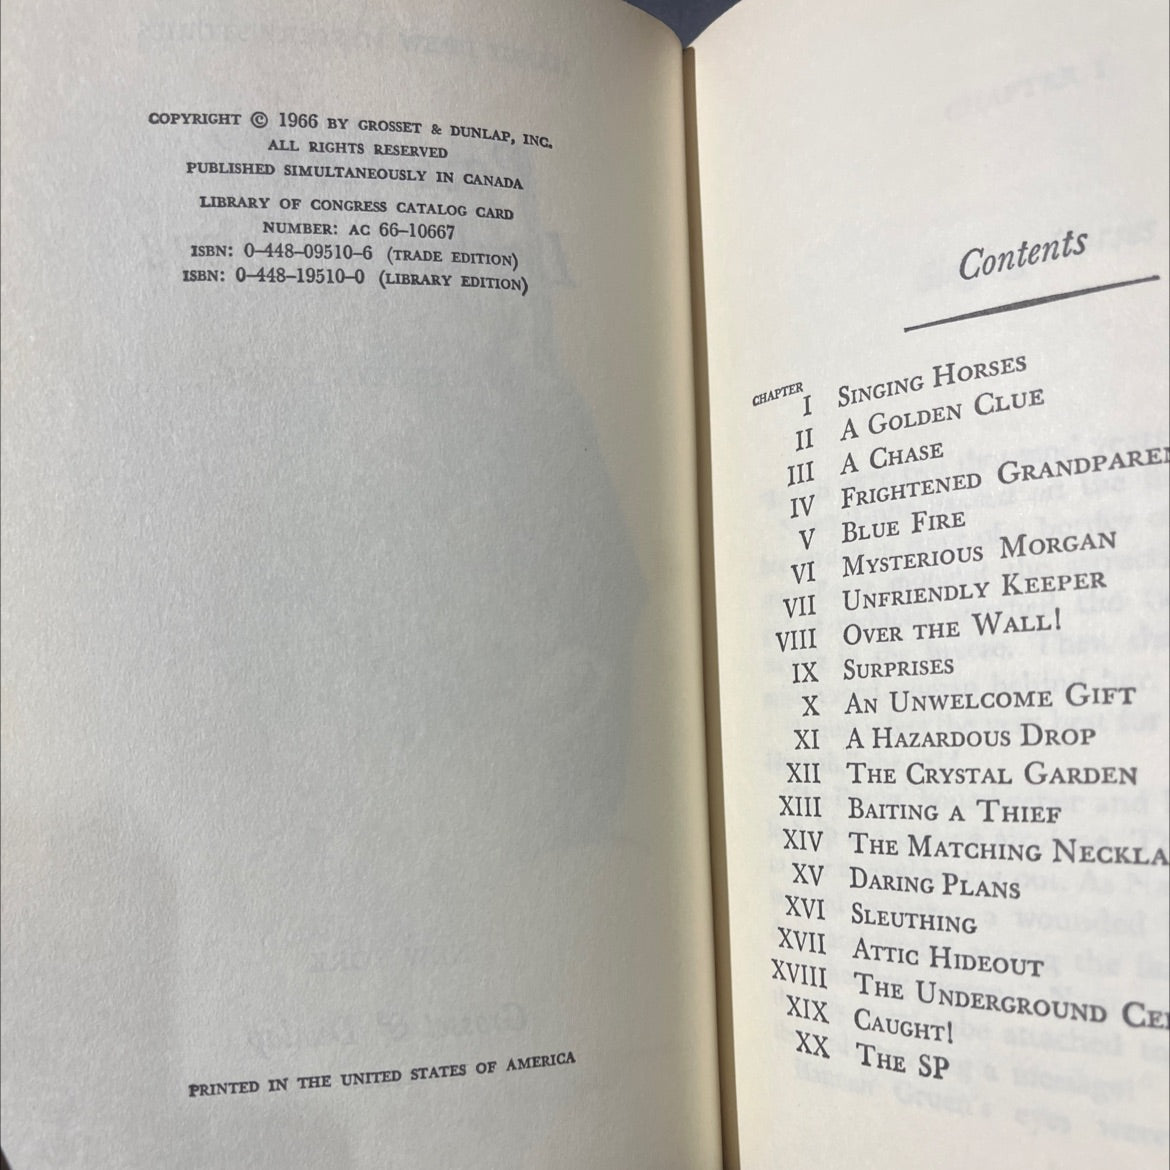 COPYRIGHT © 1966 BY GROSSET & DUNLAP, INC.
ALL RIGHTS RESERVED
PUBLISHED SIMULTANEOUSLY IN CANADA
LIBRARY OF CONGRESS CATALOG CARD
NUMBER: AC 66-10667
ISBN: 0-448-09510-6 (TRADE EDITION)
ISBN: 0-448-19510-0 (LIBRARY EDITION)
PRINTED IN THE UNITED STATES OF AMERICA
Contents
CHAPTER
I SINGING HORSES
II A GOLDEN CLUE
III A CHASE
IV FRIGHTENED GRANDPAREN
V BLUE FIRE
VI MYSTERIOUS MORGAN
VII UNFRIENDLY KEEPER
VIII OVER THE WALL!
IX SURPRISES
X AN UNWELCOME GIFT
XI A HAZARDOUS DROP
XII THE CRYSTAL GARDEN
XIII BAITING A THIEF
XIV THE MATCHING NECKLA
XV DARING PLANS
XVI SLEUTHING
XVII ATTIC HIDEOUT
XVIII THE UNDERGROUND CE
XIX CAUGHT!
XX THE SP